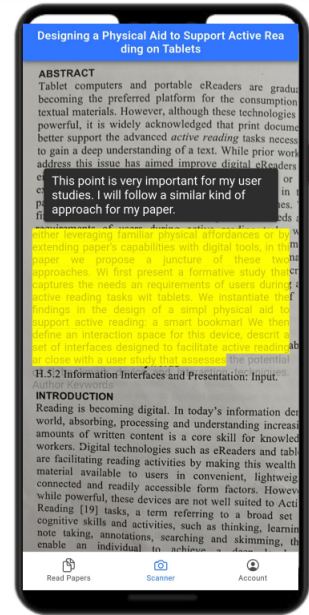 Designing a Physical Aid to Support Active Rea
ding on Tablets
ABSTRACT
Tablet computers and portable eReaders are gradu
becoming the preferred platform for the consumption
textual materials. However, although these technologies
powerful, it is widely acknowledged that print docume
better support the advanced active reading tasks necess
to gain a deep understanding of a text. While prior work
address this issue has aimed improve digital eReaders
or
in t
This point is very important for my user
studies. I will follow a similar kind of
approach for my paper.
either leveraging familiar physical affordances or by
extending paper's capabilities with digital tools, in th
paper we propose a juncture of these two
approaches. Wi first present a formative study that
captures the needs an requirements of users during
active reading tasks wit tablets. We instantiate the
findings in the design of a simpl physical aid to
support active reading: a smart bookmarl We then
define an interaction space for this device, descrit a
set of interfaces designed to facilitate active reading
ar close with a user study that assesses the potential
techniques.
H.5.2 Information Interfaces and Presentation: Input.
Author Keywords
INTRODUCTION
Reading is becoming digital. In today's information der
world, absorbing, processing and understanding increasi
amounts of written content is a core skill for knowled
workers. Digital technologies such as eReaders and tabl
are facilitating reading activities by making this wealth
material available to users in convenient, lightweig
connected and readily accessible form factors. Howev
while powerful, these devices are not well suited to Acti
Reading [19] tasks, a term referring to a broad set
cognitive skills and activities, such as thinking, learnin
note taking, annotations, searching and skimming, th
enable an individual to achieve a deep
Read Papers
Scanner
Account